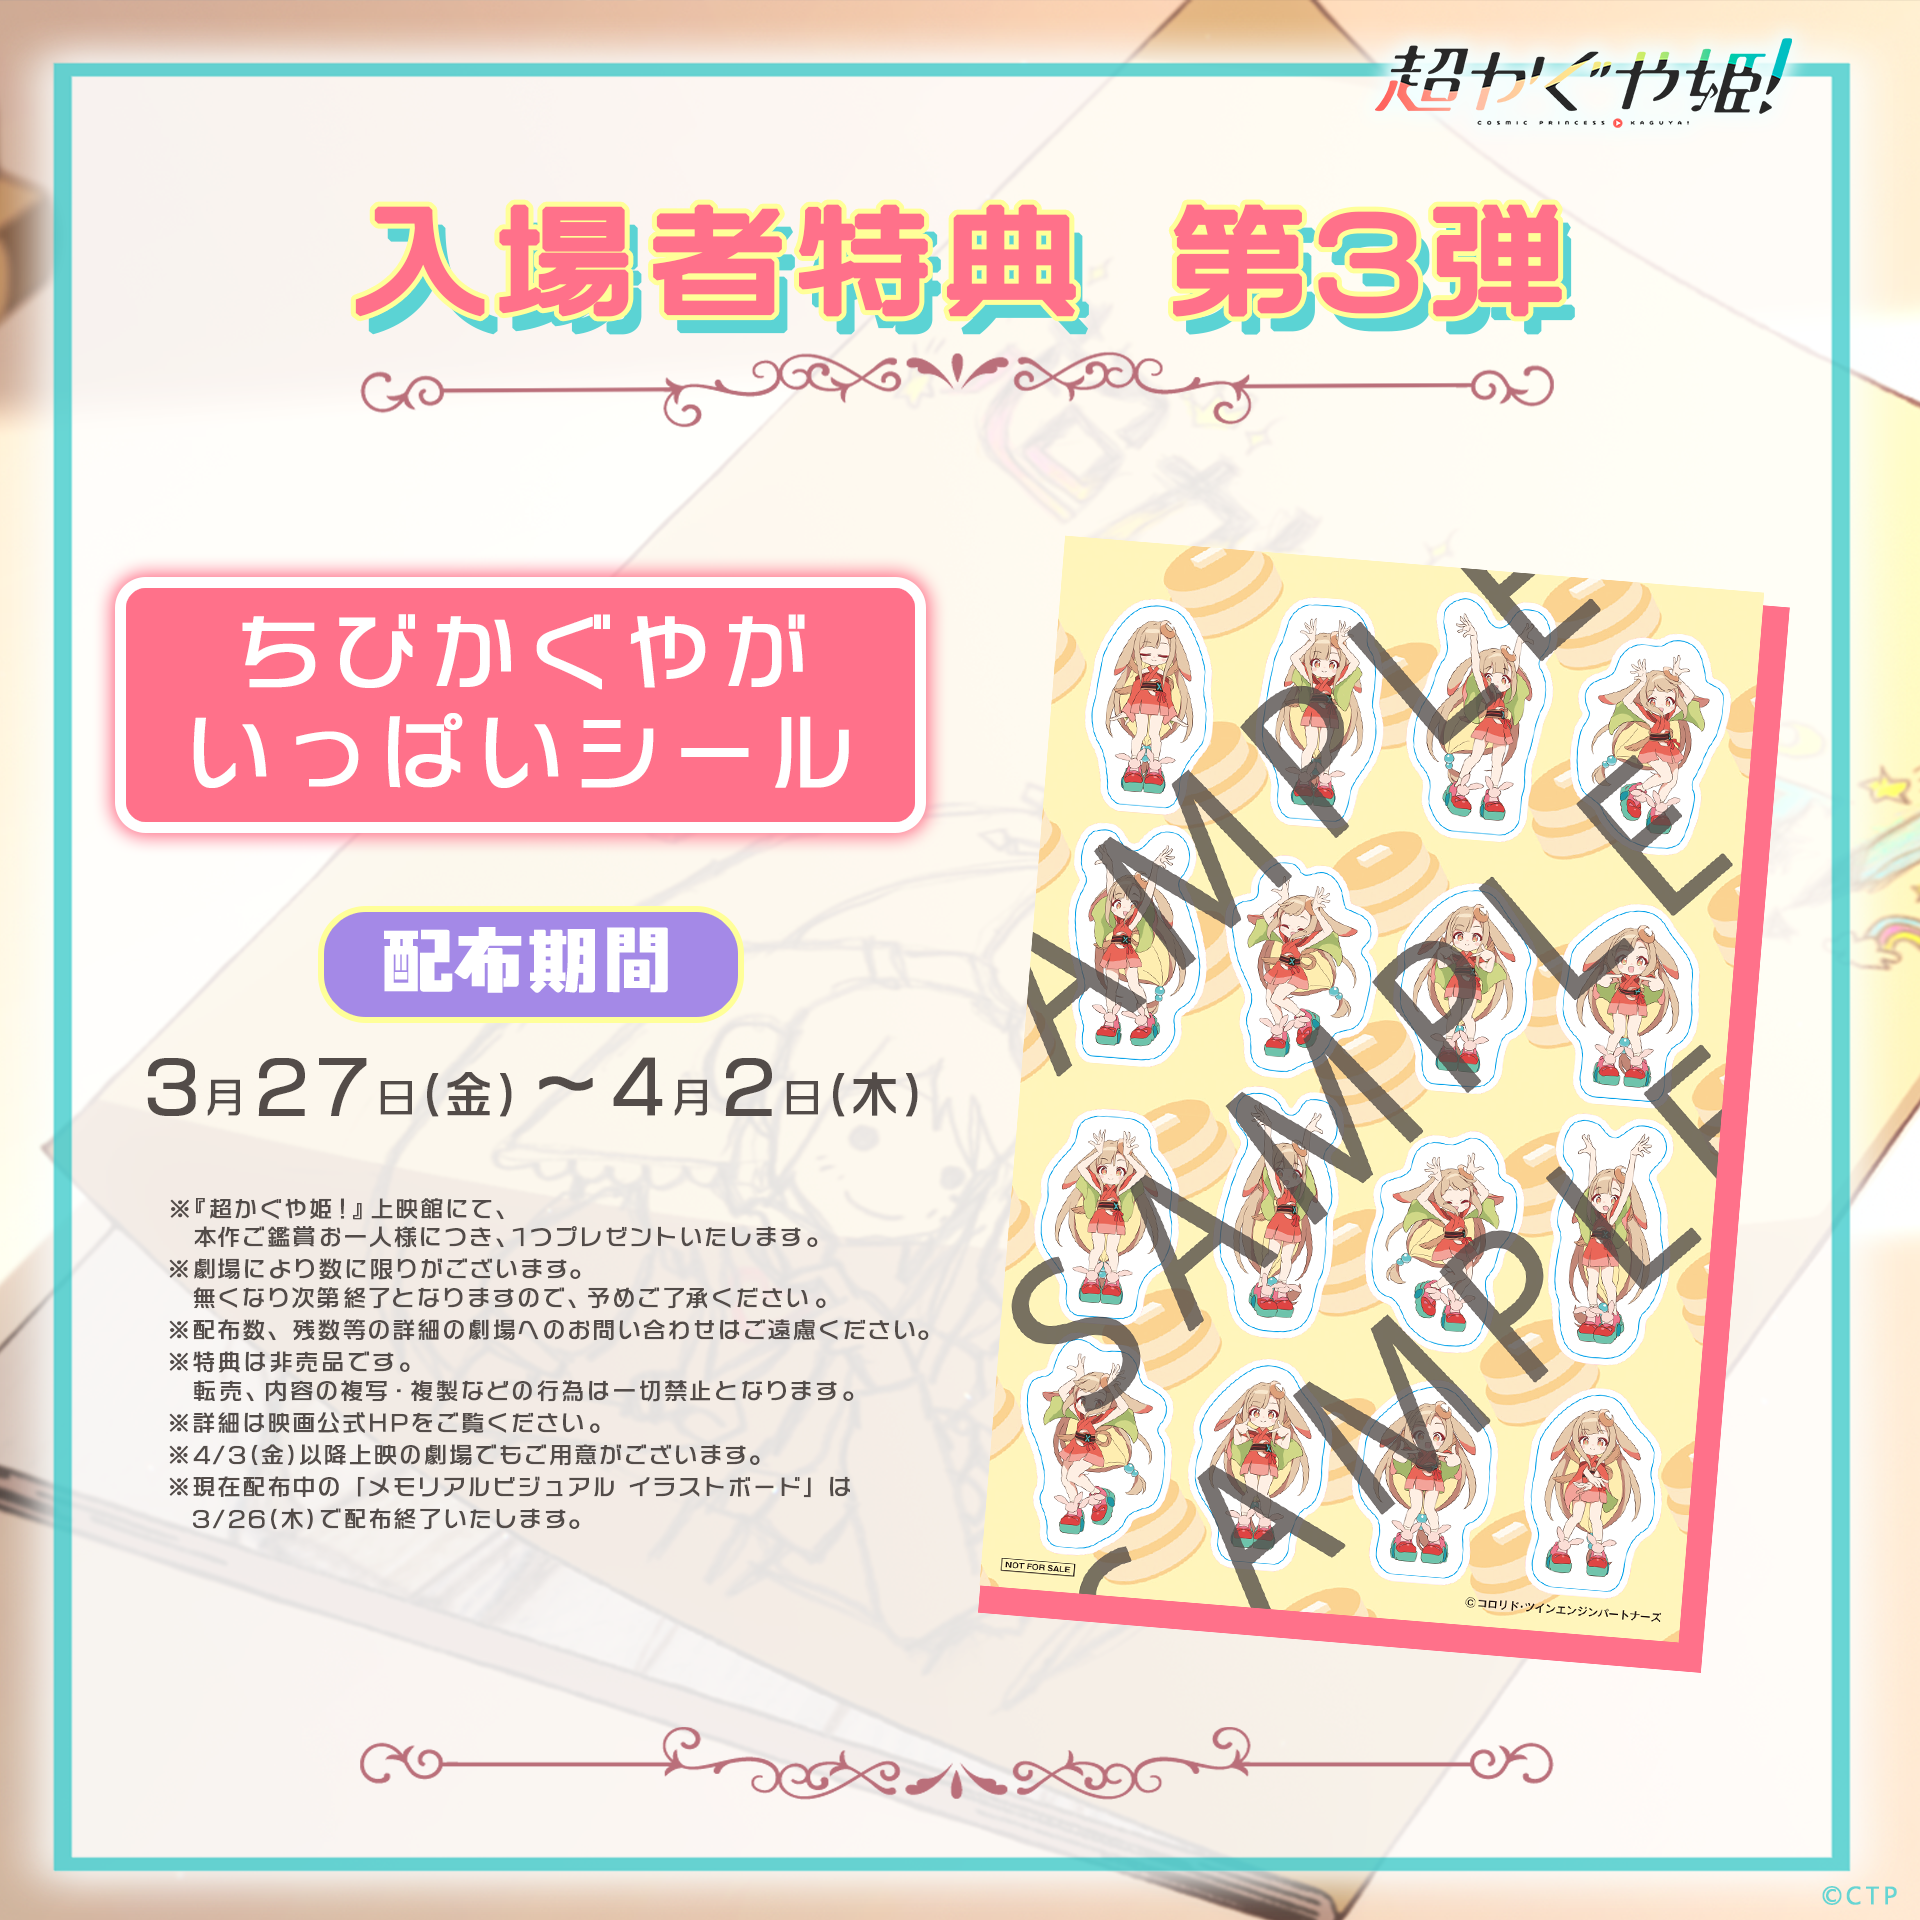 超かぐや姫!
COSMIC PRINCESS KAGUYA!
入場者特典 第3弾
ちびかぐやが
いっぱいシール
配布期間
3月27日(金)～4月2日(木)
※『超かぐや姫!』上映館にて、
本作ご鑑賞お一人様につき、1つプレゼントいたします。
※劇場により数に限りがございます。
無くなり次第終了となりますので、予めご了承ください。
※配布数、残数等の詳細の劇場へのお問い合わせはご遠慮ください。
※特典は非売品です。
転売、内容の複写・複製などの行為は一切禁止となります。
※詳細は映画公式HPをご覧ください。
※4/3(金)以降上映の劇場でもご用意がございます。
※現在配布中の「メモリアルビジュアル イラストボード」は
3/26(木)で配布終了いたします。
AMPLE
SAMPLE
SAMPLE
NOT FOR SALE
©コロリド・ツインエンジンパートナーズ
©CTP